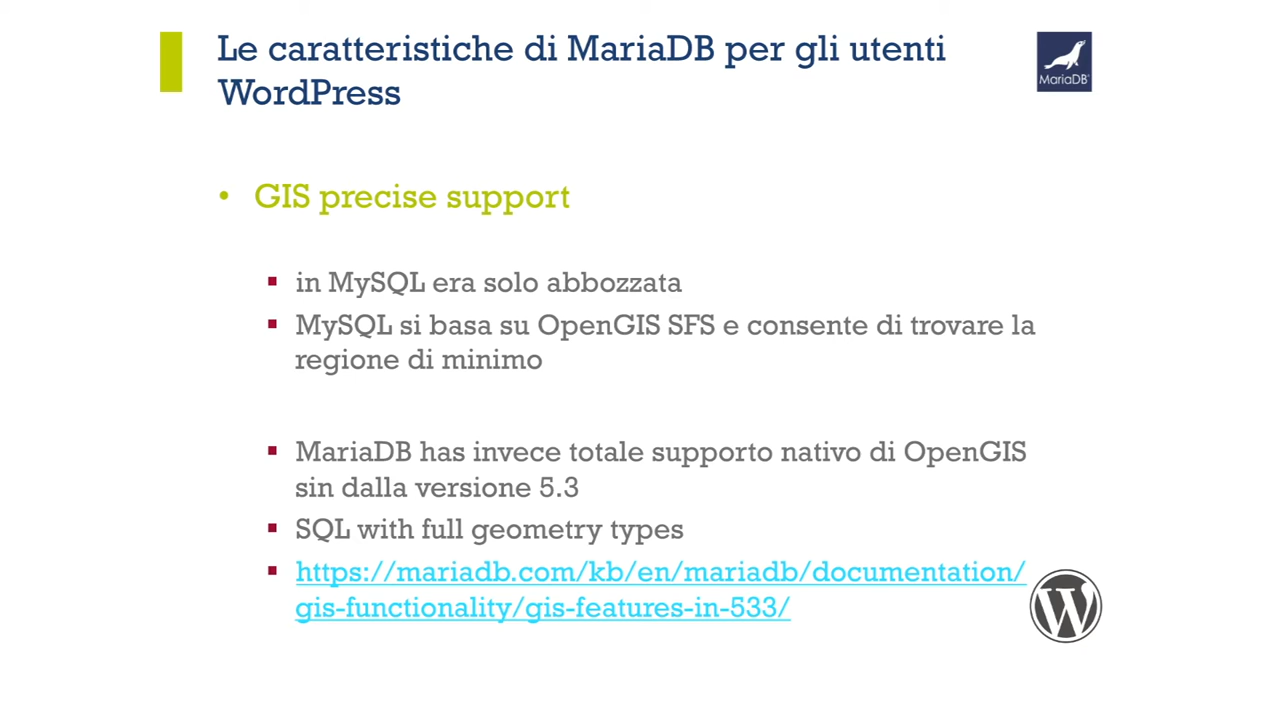 Le caratteristiche di MariaDB per gli utenti
WordPress
MariaDB
• GIS precise support
▪ in MySQL era solo abbozzata
▪ MySQL si basa su OpenGIS SFS e consente di trovare la
regione di minimo
▪ MariaDB has invece totale supporto nativo di OpenGIS
sin dalla versione 5.3
▪ SQL with full geometry types
▪ https://mariadb.com/kb/en/mariadb/documentation/
gis-functionality/gis-features-in-533/
W